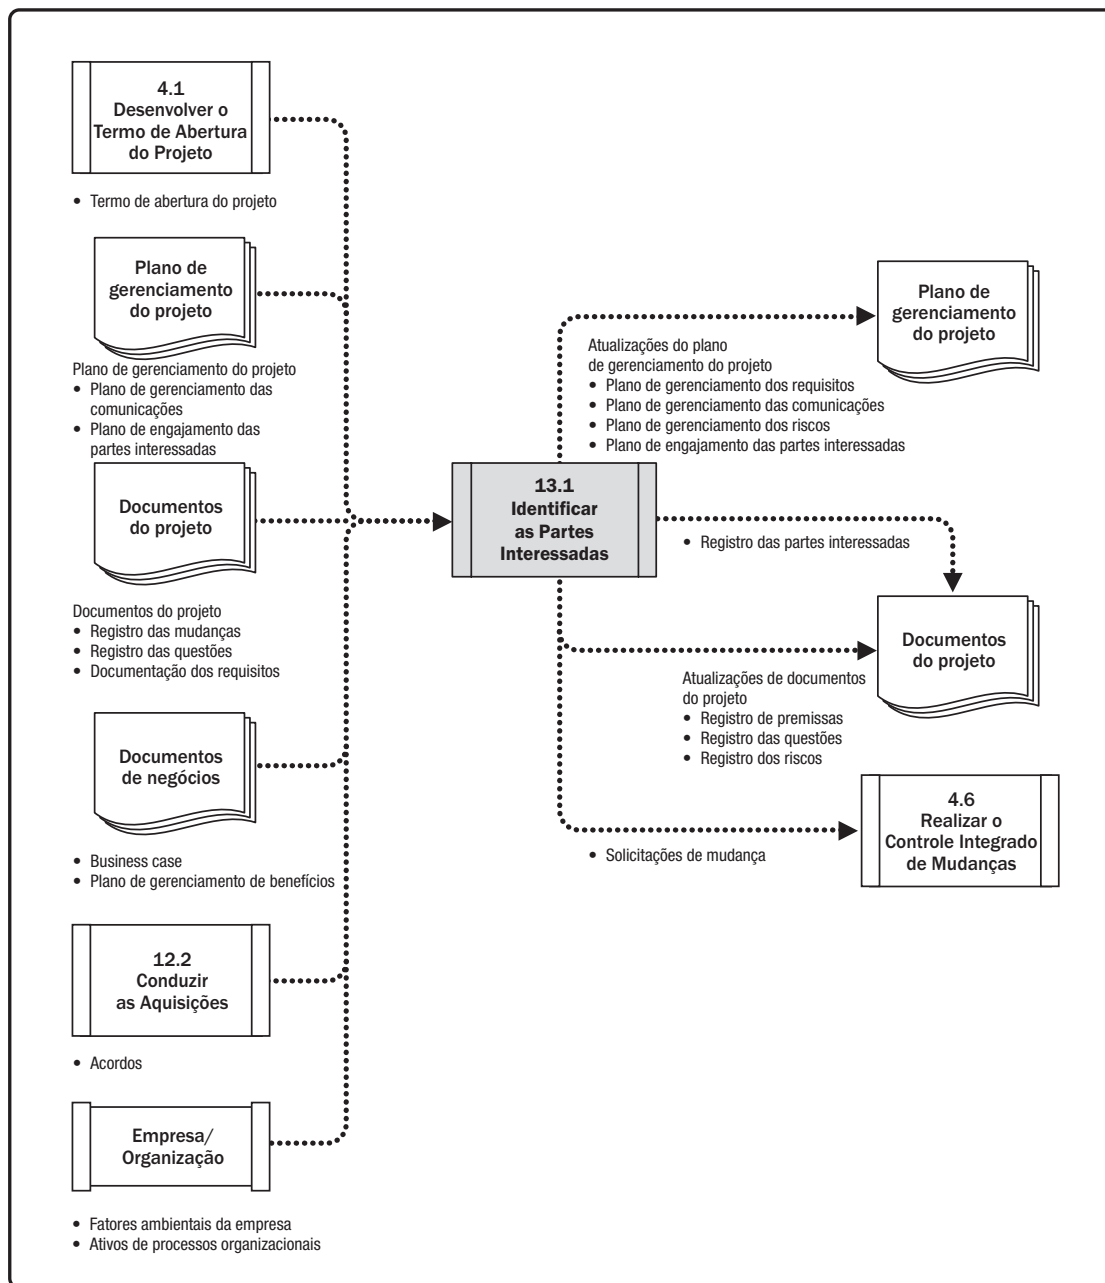 4.1
Desenvolver o
Termo de Abertura
do Projeto
• Termo de abertura do projeto
Plano de
gerenciamento
do projeto
Plano de gerenciamento do projeto
• Plano de gerenciamento das
comunicações
• Plano de engajamento das
partes interessadas
Documentos
do projeto
Documentos do projeto
• Registro das mudanças
• Registro das questões
• Documentação dos requisitos
Documentos
de negócios
• Business case
• Plano de gerenciamento de benefícios
12.2
Conduzir
as Aquisições
• Acordos
Empresa/
Organização
• Fatores ambientais da empresa
• Ativos de processos organizacionais
13.1
Identificar
as Partes
Interessadas
Atualizações do plano
de gerenciamento do projeto
• Plano de gerenciamento dos requisitos
• Plano de gerenciamento das comunicações
• Plano de gerenciamento dos riscos
• Plano de engajamento das partes interessadas
Plano de
gerenciamento
do projeto
• Registro das partes interessadas
Documentos
do projeto
Atualizações de documentos
do projeto
• Registro de premissas
• Registro das questões
• Registro dos riscos
• Solicitações de mudança
4.6
Realizar o
Controle Integrado
de Mudanças